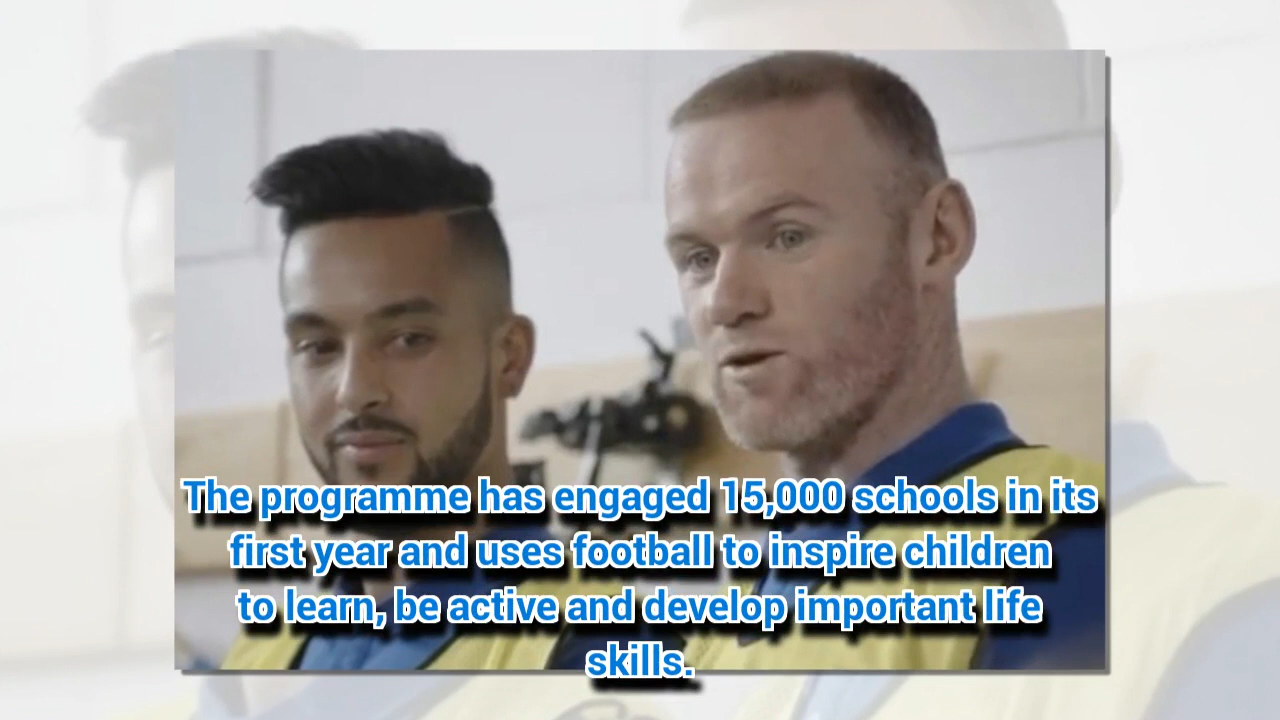 The programme has engaged 15,000 schools in its
first year and uses football to inspire children
to learn, be active and develop important life
skills.